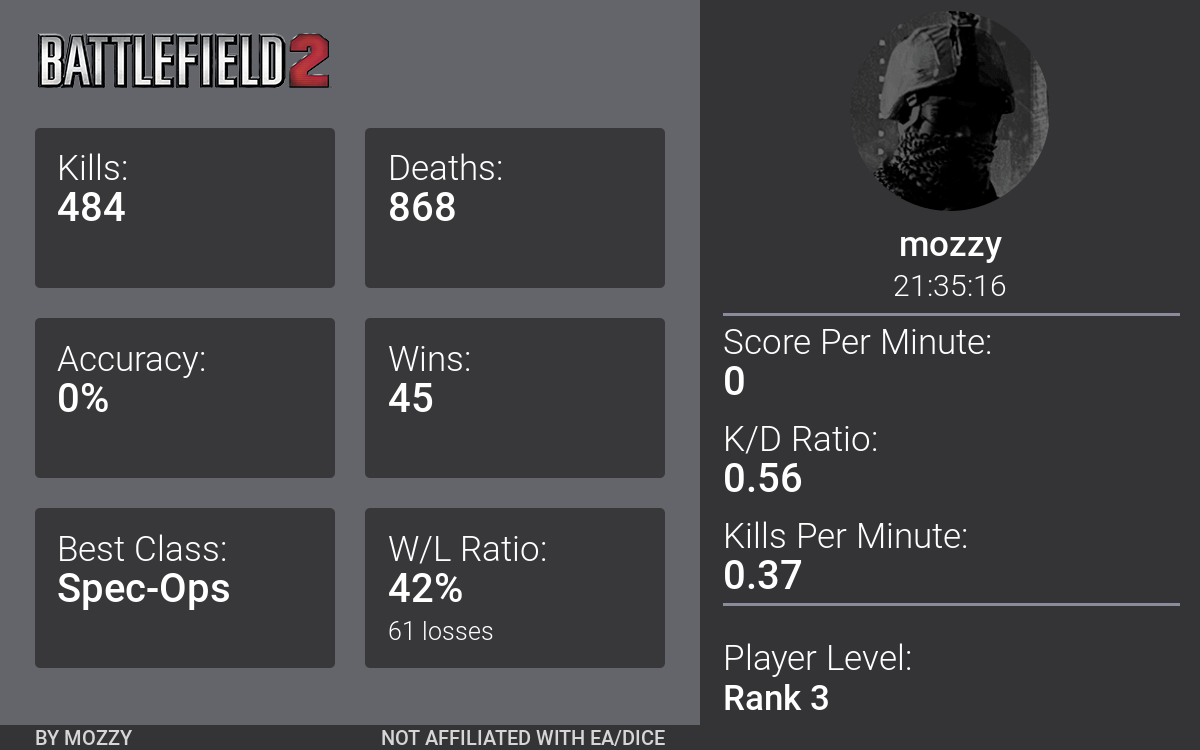 BATTLEFIELD 2
Kills:
484
Deaths:
868
Accuracy:
0%
Wins:
45
Best Class:
Spec-Ops
W/L Ratio:
42%
61 losses
BY MOZZY
NOT AFFILIATED WITH EA/DICE
mozzy
21:35:16
Score Per Minute:
0
K/D Ratio:
0.56
Kills Per Minute:
0.37
Player Level:
Rank 3